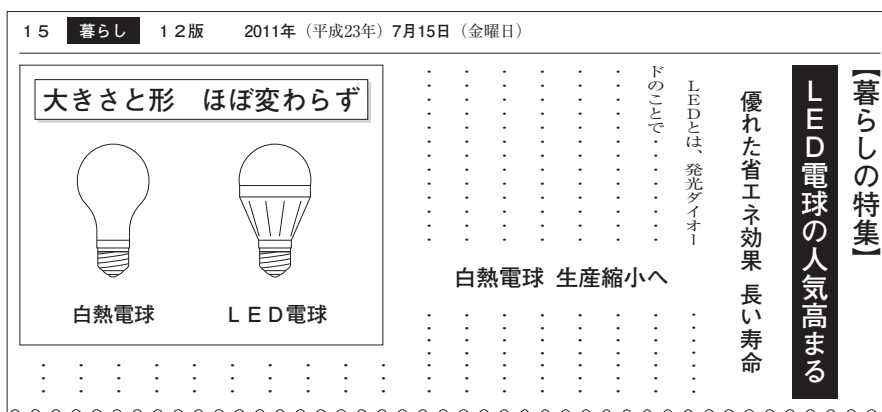 15 暮らし 12版 2011年（平成23年）7月15日（金曜日）
【暮らしの特集】
LED電球の人気高まる
優れた省エネ効果 長い寿命
LEDとは、発光ダイオー
ドのことで
白熱電球 生産縮小へ
大きさと形 ほぼ変わらず
白熱電球
LED電球